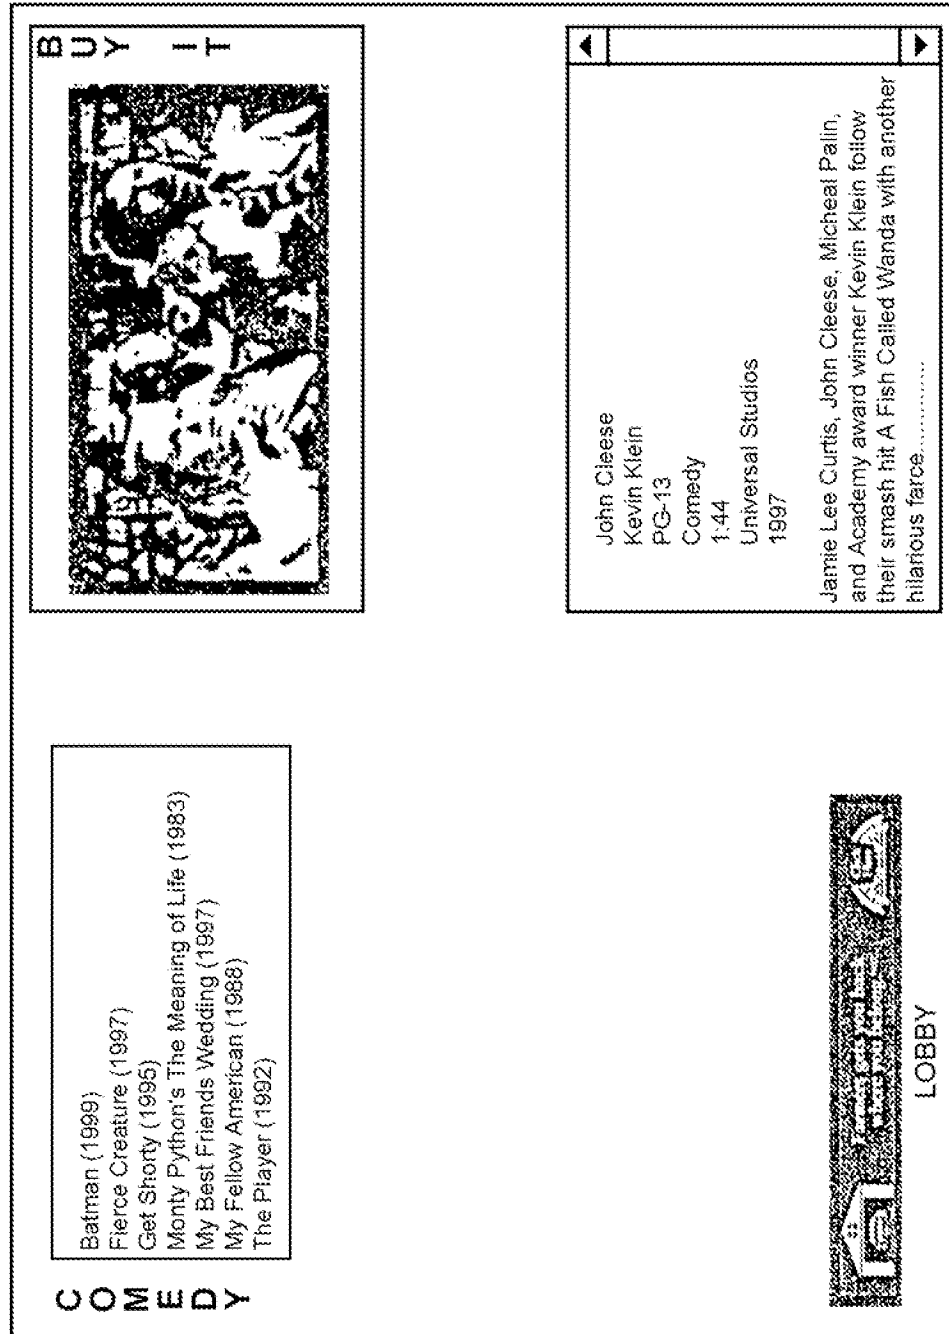 COMEDY
Batman (1999)
Fierce Creature (1997)
Get Shorty (1995)
Monty Python's The Meaning of Life (1983)
My Best Friends Wedding (1997)
My Fellow American (1988)
The Player (1992)
BUY IT
John Cleese
Kevin Klein
PG-13
Comedy
1:44
Universal Studios
1997
Jamie Lee Curtis, John Cleese, Micheal Palin,
and Academy award winner Kevin Klein follow
their smash hit A Fish Called Wanda with another
hilarious farce............
LOBBY